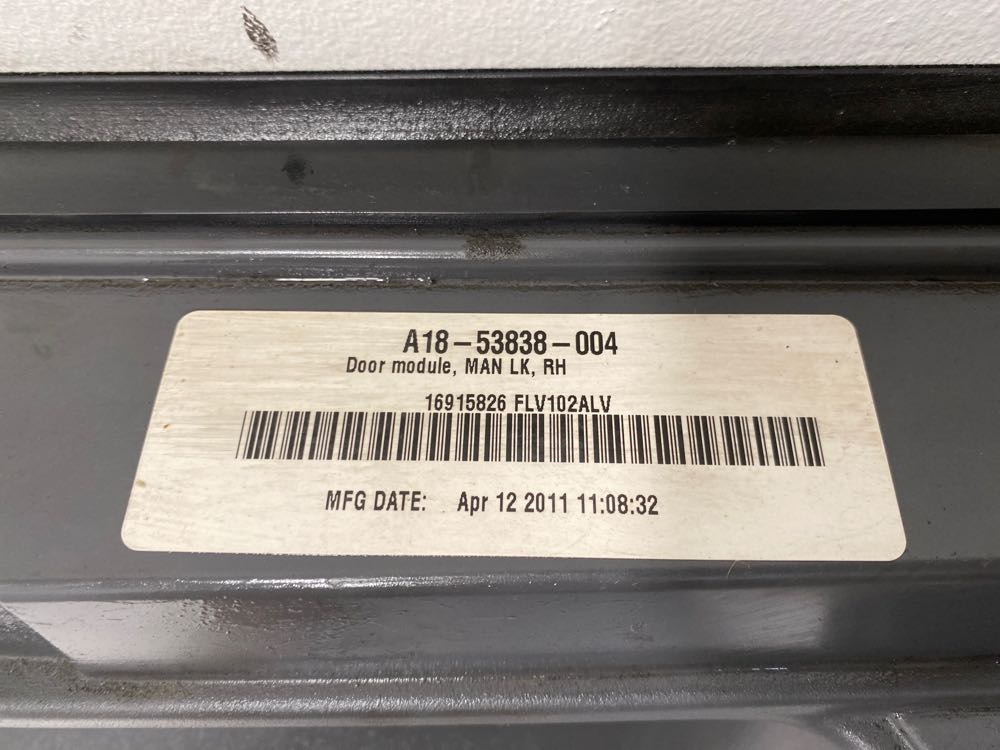 A18-53838-004
Door module, MAN LK, RH
16915826 FLV102ALV
MFG DATE: Apr 12 2011 11:08:32